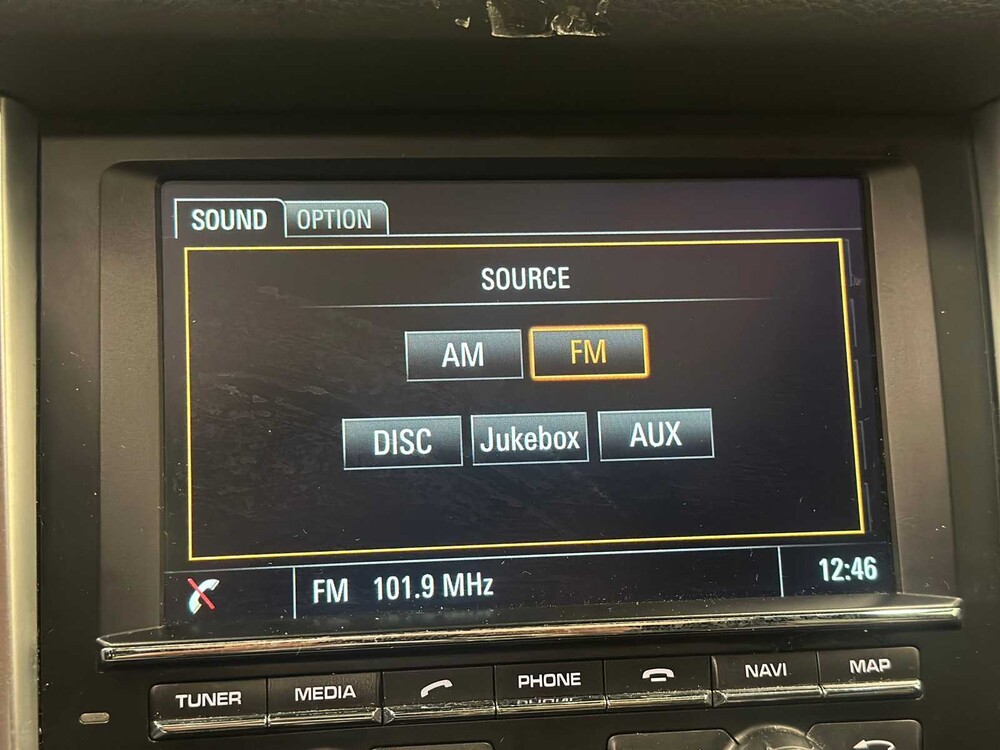 SOUND OPTION
SOURCE
AM FM
DISC Jukebox AUX
FM 101.9 MHz 12:46
TUNER MEDIA PHONE NAVI MAP